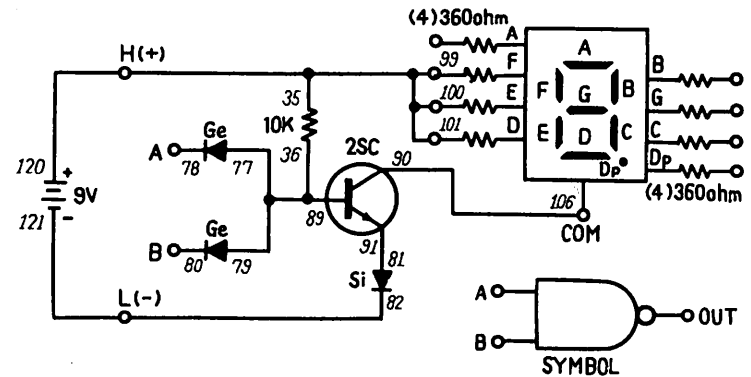 (4)360ohm
H(+)
A
99
F
A
B
100
E
F
B
G
35
G
10K
101
D
E
C
C
Ge
36
2SC
D
A
90
Dp
Dp
120
+
78
77
(4)360ohm
9V
106
121
-
89
Ge
COM
B
91
80
79
81
Si
A
L(-)
82
OUT
B
SYMBOL